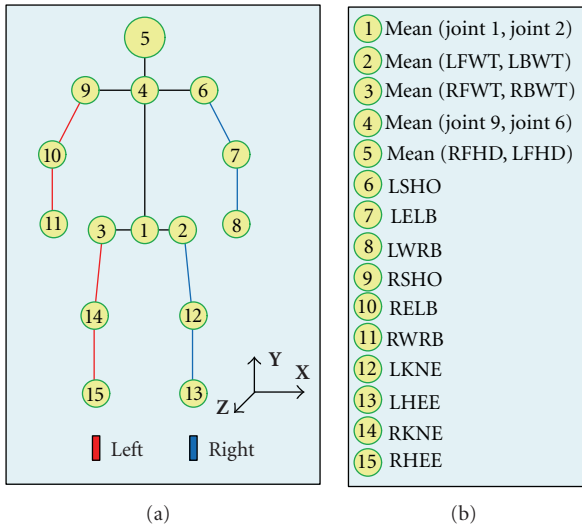 5
9 4 6
10 7
11 3 1 2 8
14 12
15 13
Y
X
Z
Left Right
(a)
1 Mean (joint 1, joint 2)
2 Mean (LFWT, LBWT)
3 Mean (RFWT, RBWT)
4 Mean (joint 9, joint 6)
5 Mean (RFHD, LFHD)
6 LSHO
7 LELB
8 LWRB
9 RSHO
10 RELB
11 RWRB
12 LKNE
13 LHEE
14 RKNE
15 RHEE
(b)